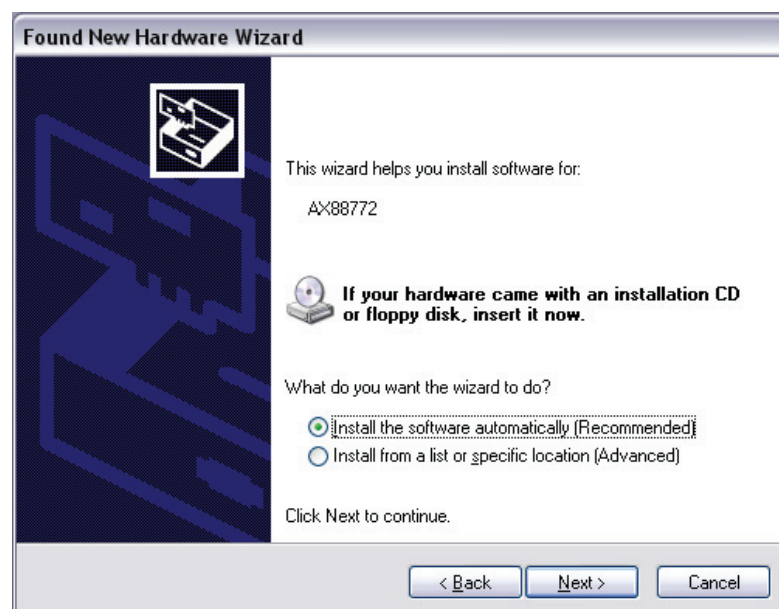 Found New Hardware Wizard
This wizard helps you install software for:
AX88772
If your hardware came with an installation CD
or floppy disk, insert it now.
What do you want the wizard to do?
Install the software automatically (Recommended)
Install from a list or specific location (Advanced)
Click Next to continue.
< Back
Next >
Cancel